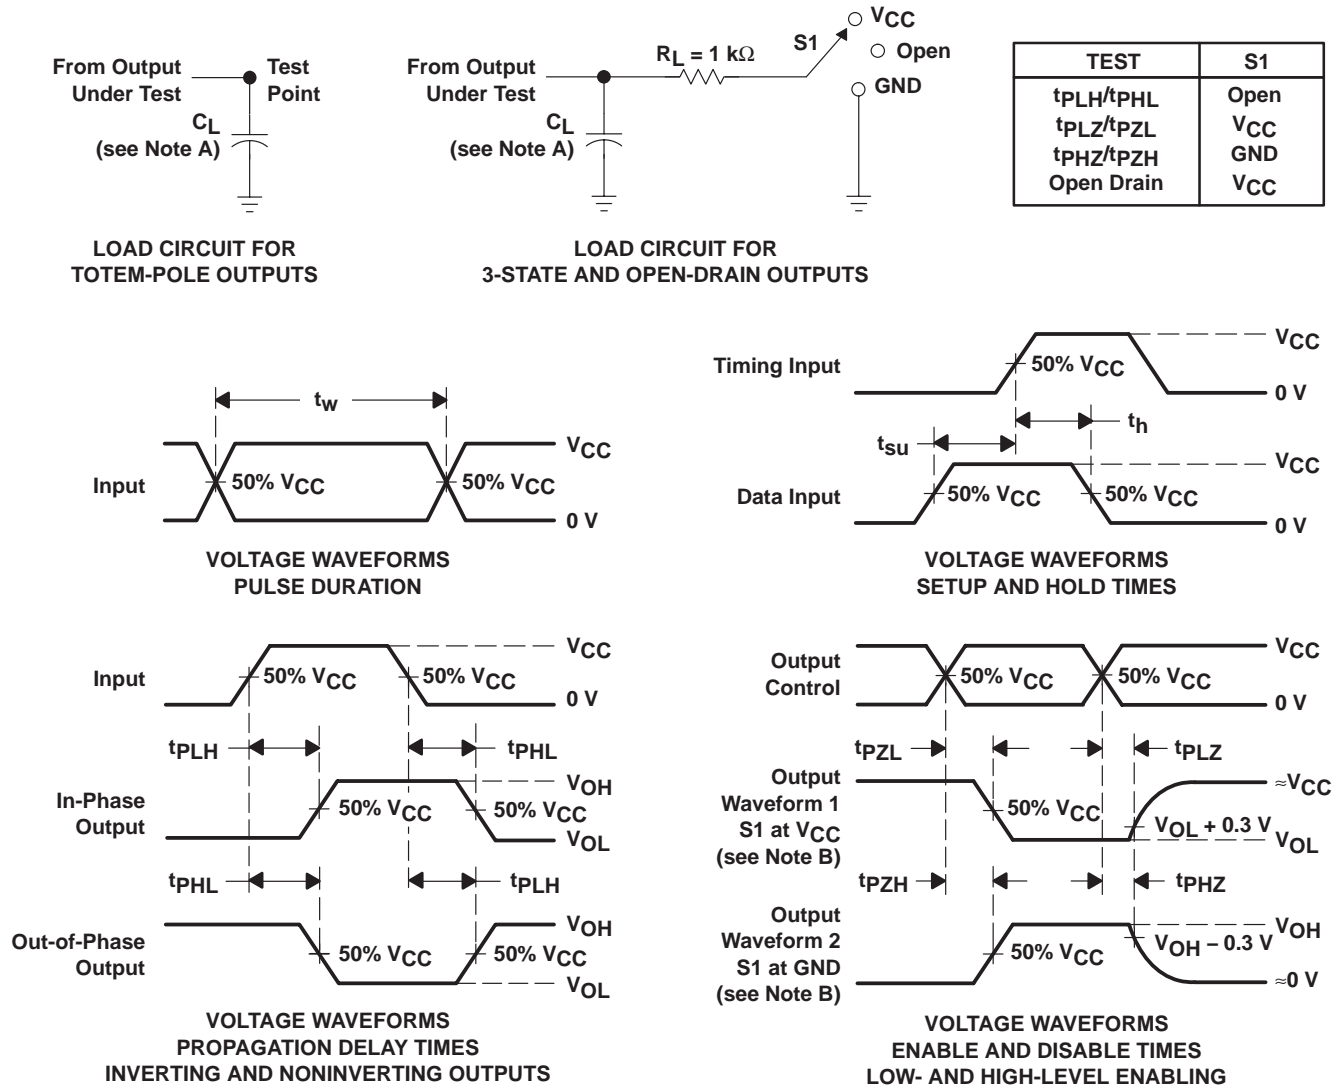 From Output
Under Test
Test
Point
CL
(see Note A)
LOAD CIRCUIT FOR
TOTEM-POLE OUTPUTS
From Output
Under Test
RL = 1 kΩ
S1
VCC
Open
GND
CL
(see Note A)
LOAD CIRCUIT FOR
3-STATE AND OPEN-DRAIN OUTPUTS
TEST S1
tPLH/tPHL Open
tPLZ/tPZL VCC
tPHZ/tPZH GND
Open Drain VCC
tw
Input
50% VCC
50% VCC
VCC
0 V
VOLTAGE WAVEFORMS
PULSE DURATION
Timing Input
50% VCC
VCC
0 V
tsu
th
Data Input
50% VCC
50% VCC
VCC
0 V
VOLTAGE WAVEFORMS
SETUP AND HOLD TIMES
Input
50% VCC
50% VCC
VCC
0 V
tPLH
tPHL
In-Phase
Output
50% VCC
50% VCC
VOH
VOL
tPHL
tPLH
Out-of-Phase
Output
50% VCC
50% VCC
VOH
VOL
VOLTAGE WAVEFORMS
PROPAGATION DELAY TIMES
INVERTING AND NONINVERTING OUTPUTS
Output
Control
50% VCC
50% VCC
VCC
0 V
tPZL
tPLZ
Output
Waveform 1
S1 at VCC
(see Note B)
50% VCC
≈VCC
VOL + 0.3 V
VOL
tPZH
tPHZ
Output
Waveform 2
S1 at GND
(see Note B)
50% VCC
VOH
VOH − 0.3 V
≈0 V
VOLTAGE WAVEFORMS
ENABLE AND DISABLE TIMES
LOW- AND HIGH-LEVEL ENABLING